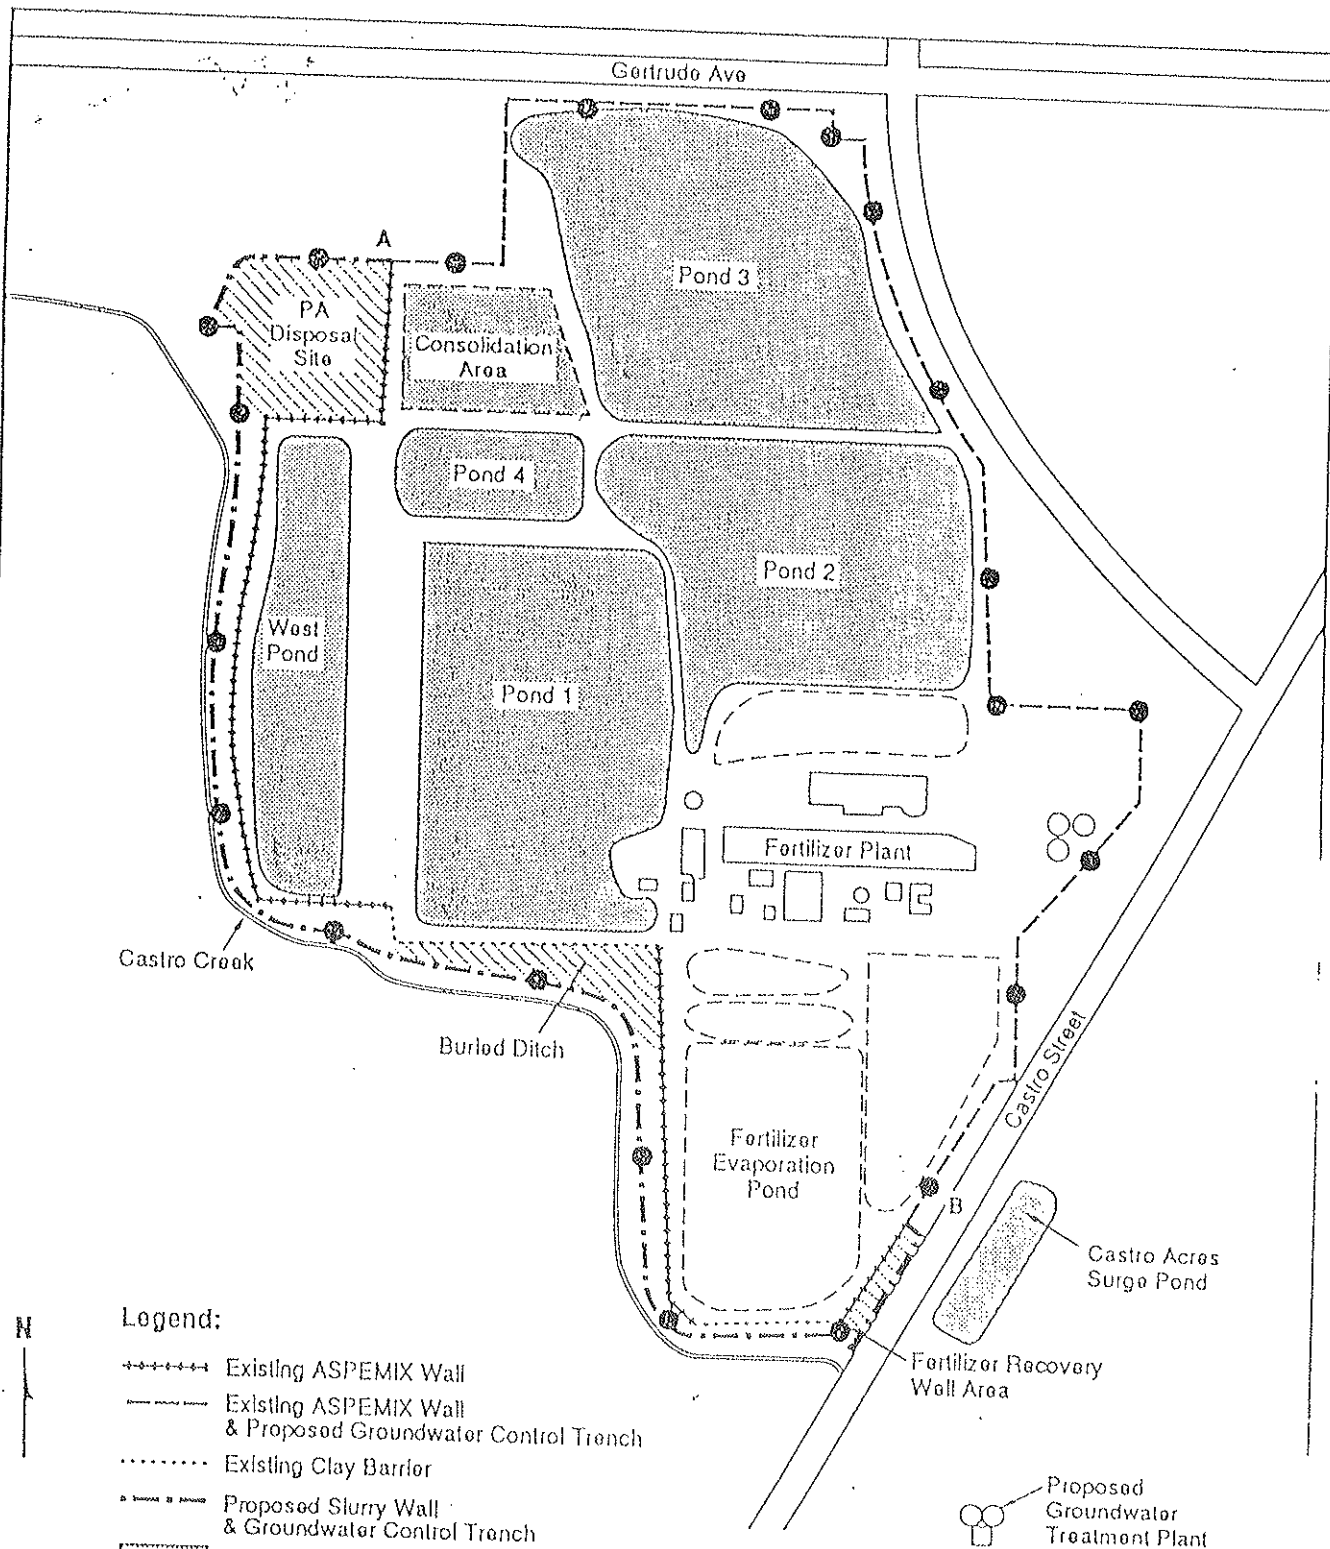 Gertrude Ave
A
Pond 3
PA
Disposal
Site
Consolidation
Area
Pond 4
Pond 2
West
Pond
Pond 1
Fertilizer Plant
Castro Creek
Buried Ditch
Castro Street
Fertilizer
Evaporation
Pond
B
Castro Acres
Surge Pond
Fertilizer Recovery
Well Area
N
Legend:
Existing ASPEMIX Wall
Existing ASPEMIX Wall
& Proposed Groundwater Control Trench
Existing Clay Barrier
Proposed Slurry Wall
& Groundwater Control Trench
Proposed
Groundwater
Treatment Plant